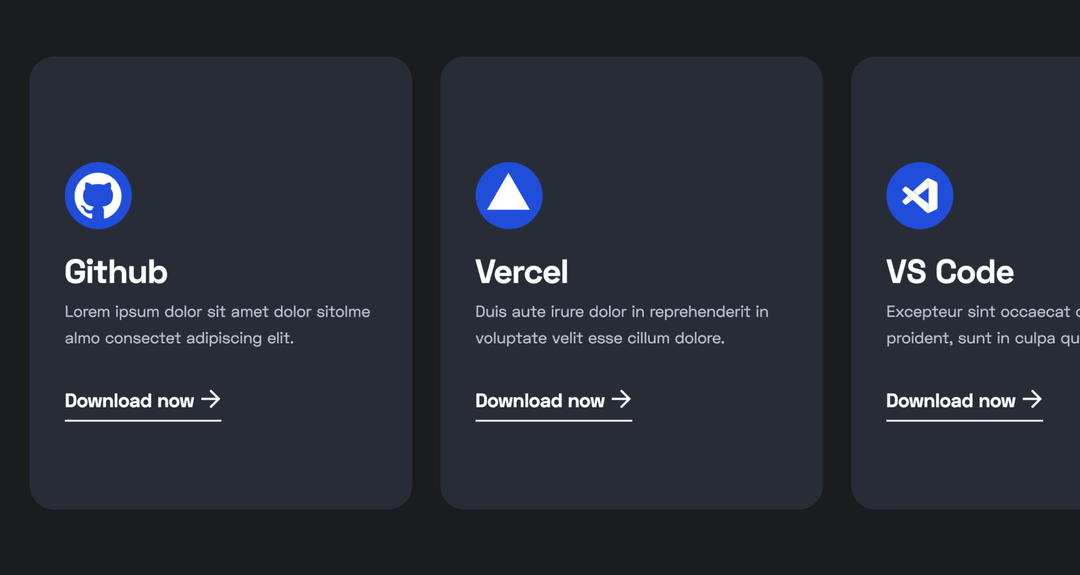 Github
Lorem ipsum dolor sit amet dolor sitolme
almo consectet adipiscing elit.
Download now →
Vercel
Duis aute irure dolor in reprehenderit in
voluptate velit esse cillum dolore.
Download now →
VS Code
Excepteur sint occaecat
proident, sunt in culpa qu
Download now →